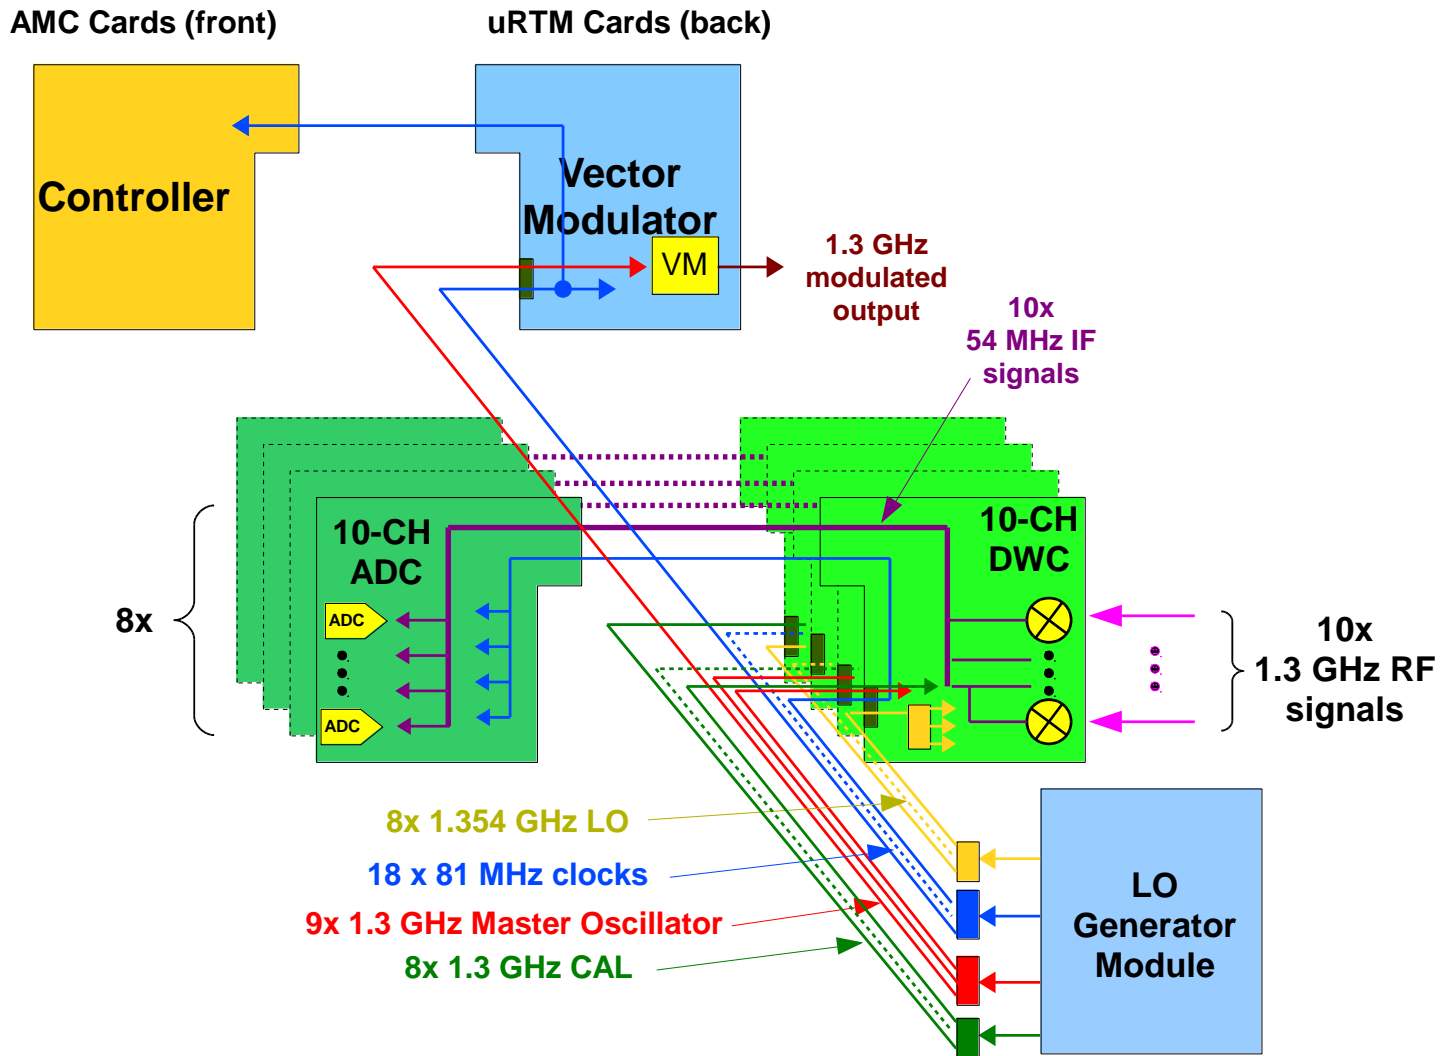 AMC Cards (front)
uRTM Cards (back)
Controller
Vector
Modulator
VM
1.3 GHz
modulated
output
10x
54 MHz IF
signals
10-CH
ADC
10-CH
DWC
8x
ADC
ADC
10x
1.3 GHz RF
signals
8x 1.354 GHz LO
18 x 81 MHz clocks
9x 1.3 GHz Master Oscillator
8x 1.3 GHz CAL
LO
Generator
Module